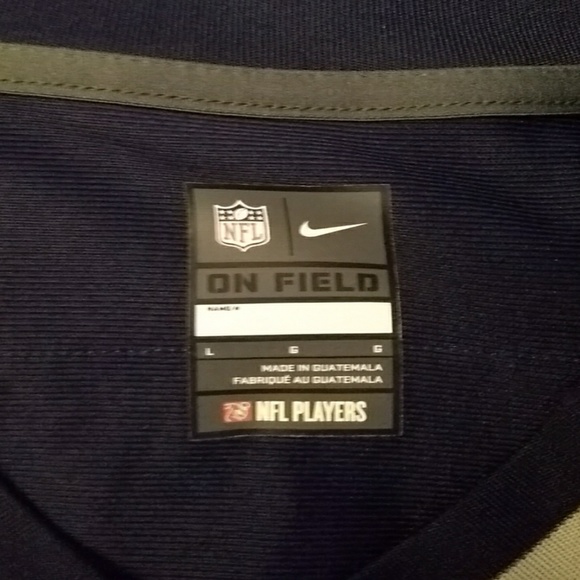 NFL
ON FIELD
NAME/#
L G G
MADE IN GUATEMALA
FABRIQUÉ AU GUATEMALA
NFL PLAYERS